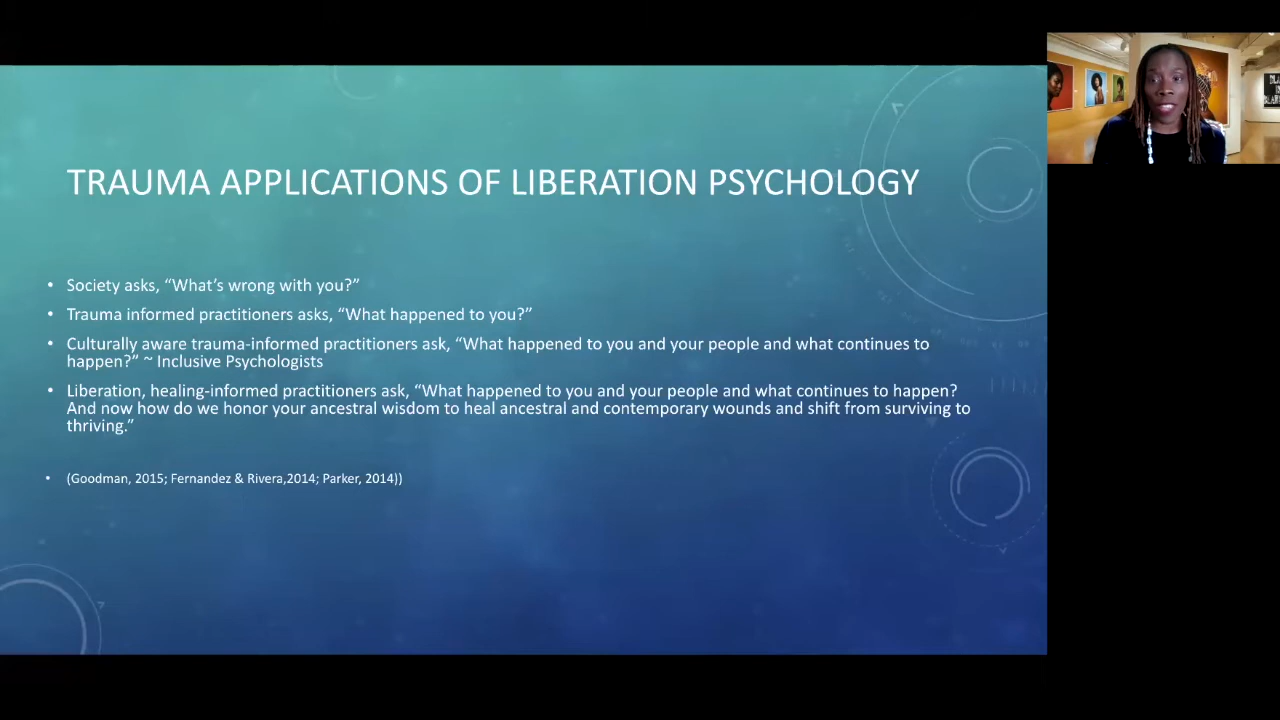 TRAUMA APPLICATIONS OF LIBERATION PSYCHOLOGY
• Society asks, “What’s wrong with you?”
• Trauma informed practitioners asks, “What happened to you?”
• Culturally aware trauma-informed practitioners ask, “What happened to you and your people and what continues to
happen?” ~ Inclusive Psychologists
• Liberation, healing-informed practitioners ask, “What happened to you and your people and what continues to happen?
And now how do we honor your ancestral wisdom to heal ancestral and contemporary wounds and shift from surviving to
thriving.”
• (Goodman, 2015; Fernandez & Rivera,2014; Parker, 2014))